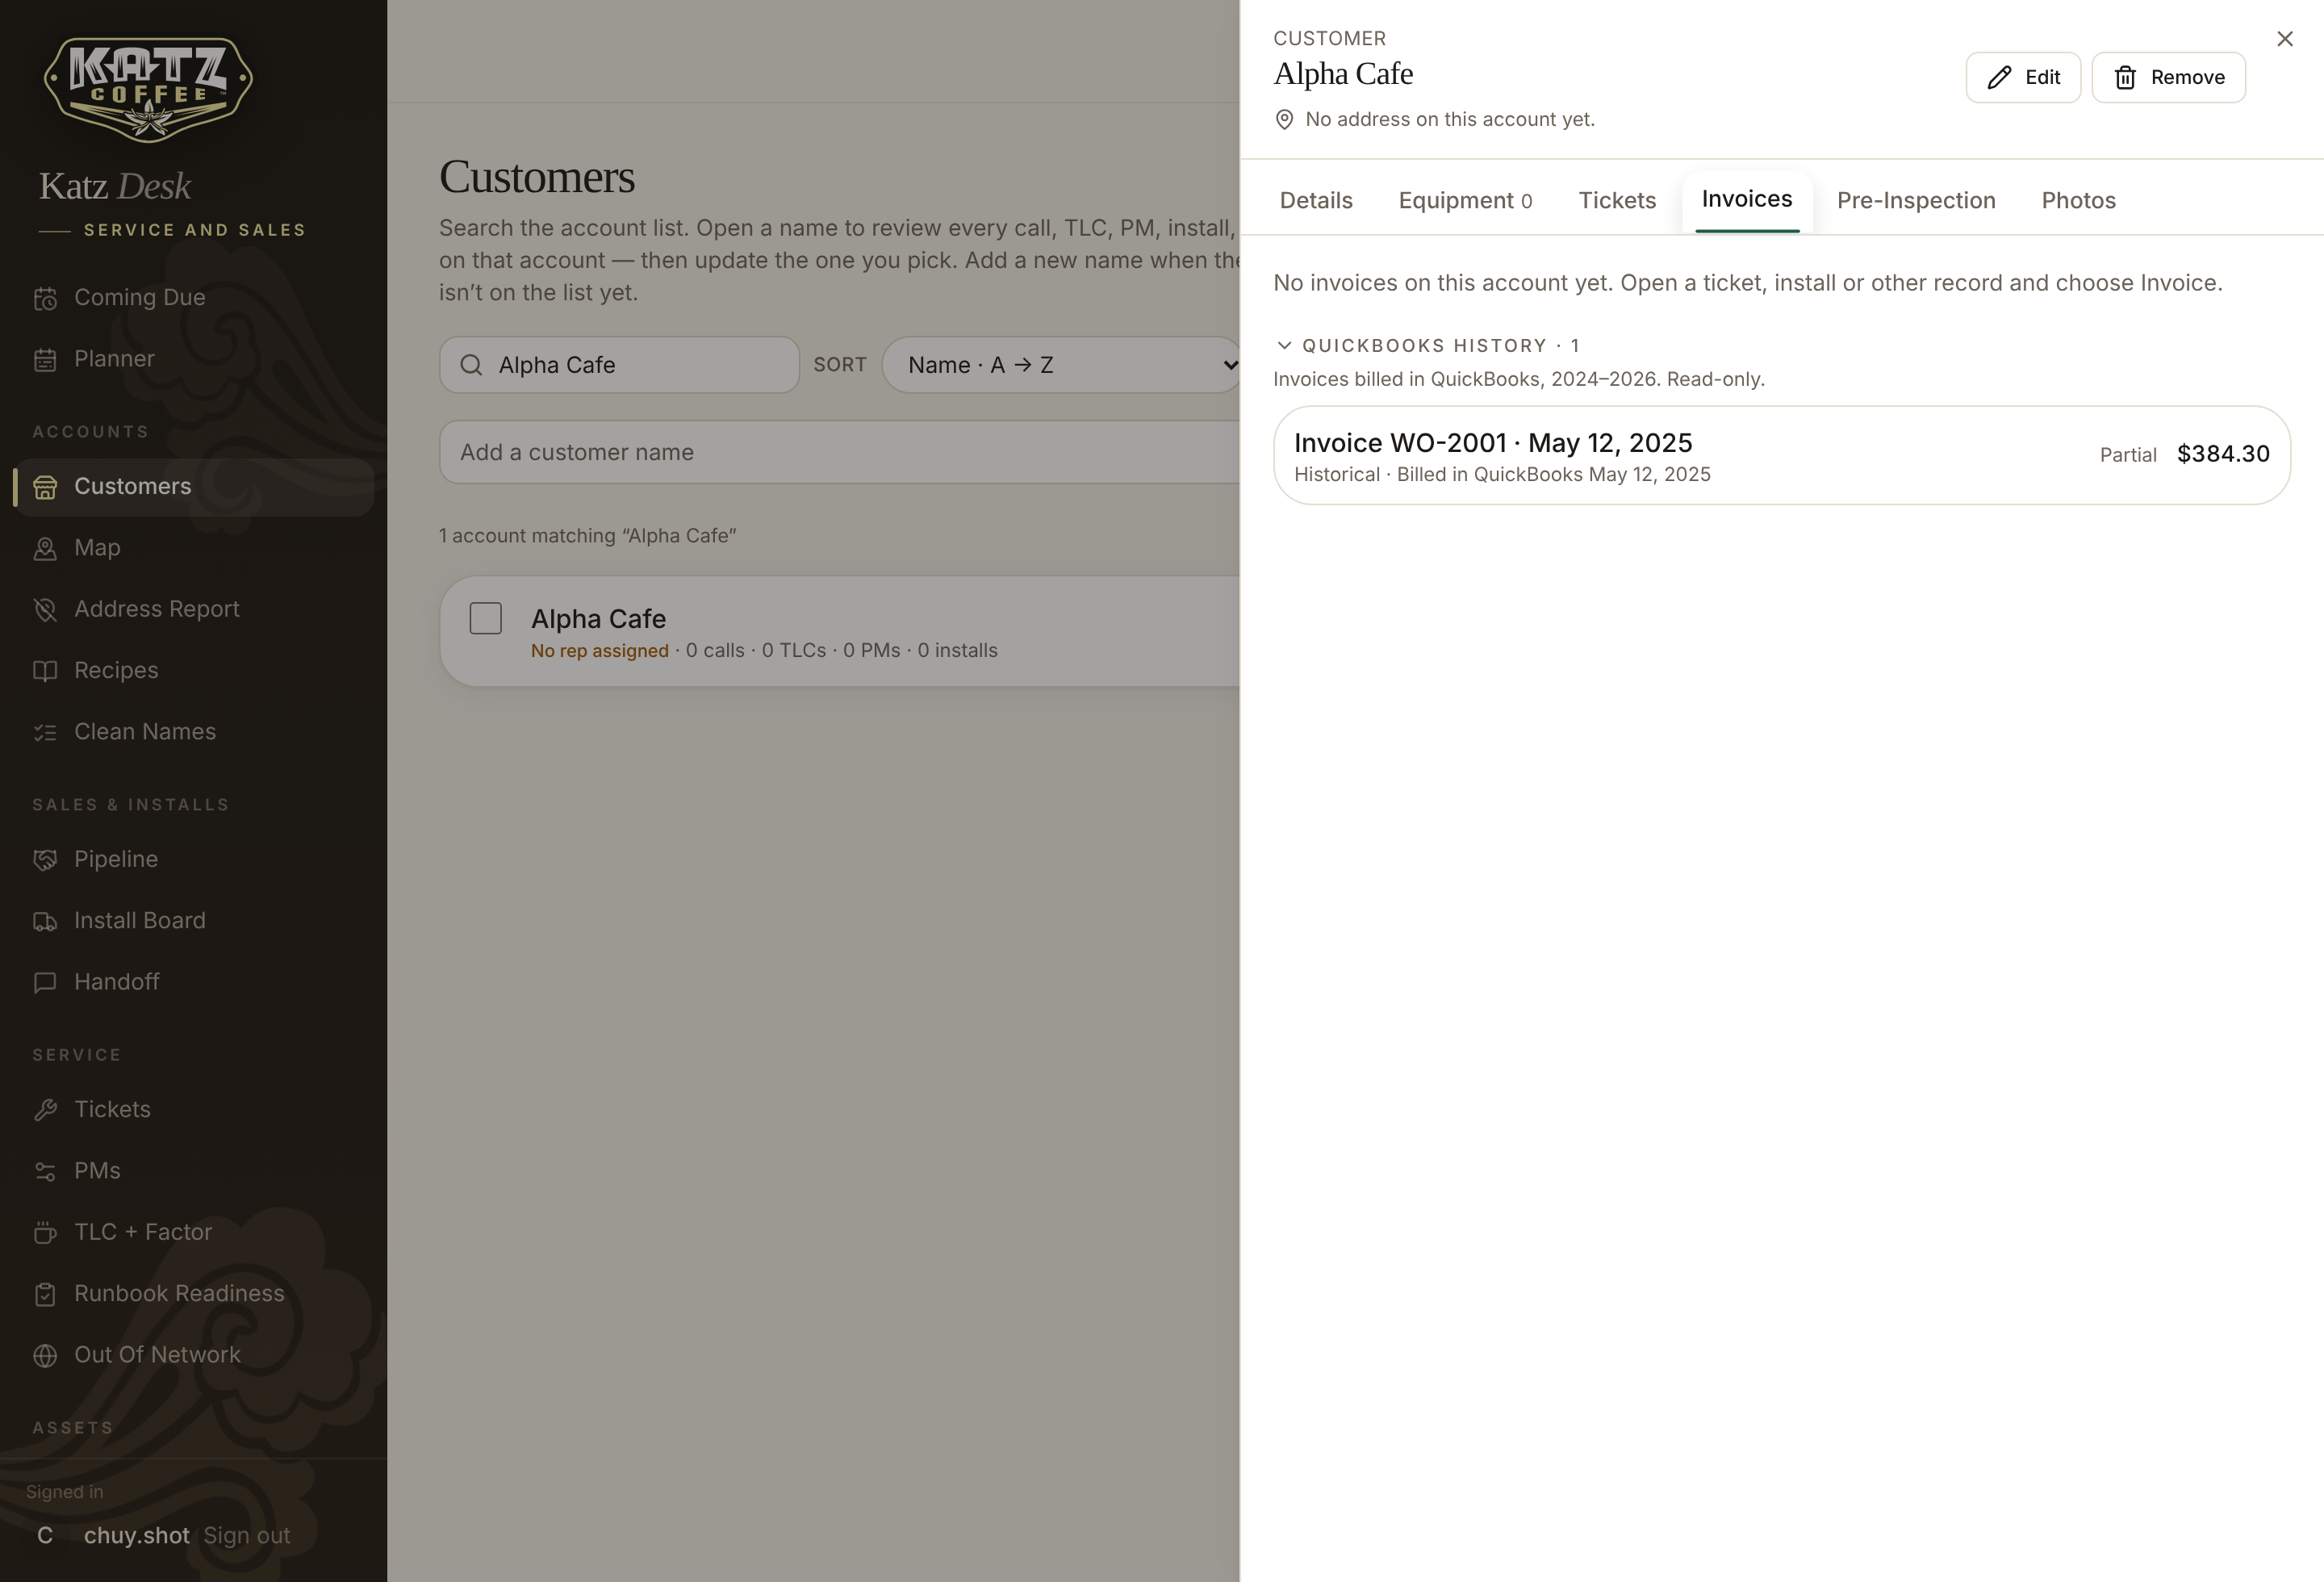 KATZ
COFFEE
Katz Desk
SERVICE AND SALES
Coming Due
Planner
ACCOUNTS
Customers
Map
Address Report
Recipes
Clean Names
SALES & INSTALLS
Pipeline
Install Board
Handoff
SERVICE
Tickets
PMs
TLC + Factor
Runbook Readiness
Out Of Network
ASSETS
Signed in
C chuy.shot Sign out
Customers
Search the account list. Open a name to review every call, TLC, PM, install,
on that account — then update the one you pick. Add a new name when the
isn’t on the list yet.
Alpha Cafe SORT Name · A → Z
Add a customer name
1 account matching “Alpha Cafe”
Alpha Cafe
No rep assigned · 0 calls · 0 TLCs · 0 PMs · 0 installs
CUSTOMER
Alpha Cafe
No address on this account yet.
Edit Remove
Details Equipment 0 Tickets Invoices Pre-Inspection Photos
No invoices on this account yet. Open a ticket, install or other record and choose Invoice.
QUICKBOOKS HISTORY · 1
Invoices billed in QuickBooks, 2024–2026. Read-only.
Invoice WO-2001 · May 12, 2025
Historical · Billed in QuickBooks May 12, 2025
Partial $384.30